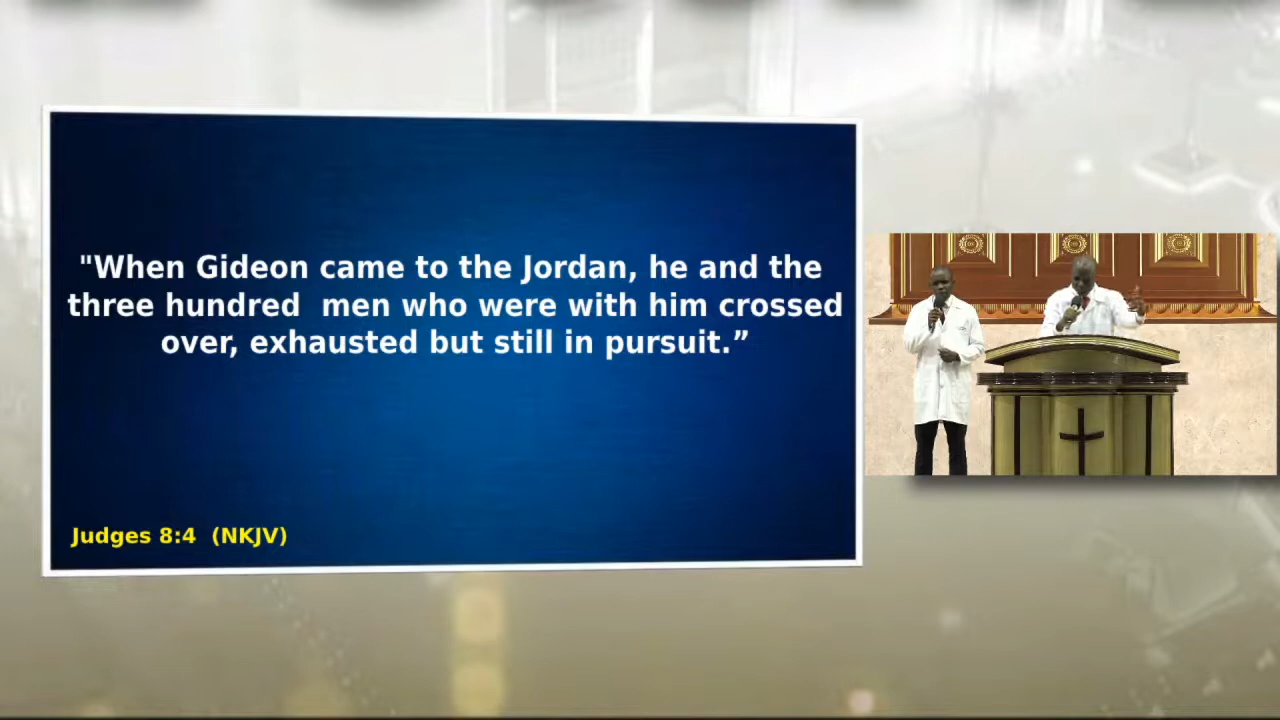 "When Gideon came to the Jordan, he and the
three hundred  men who were with him crossed
over, exhausted but still in pursuit.”
Judges 8:4  (NKJV)